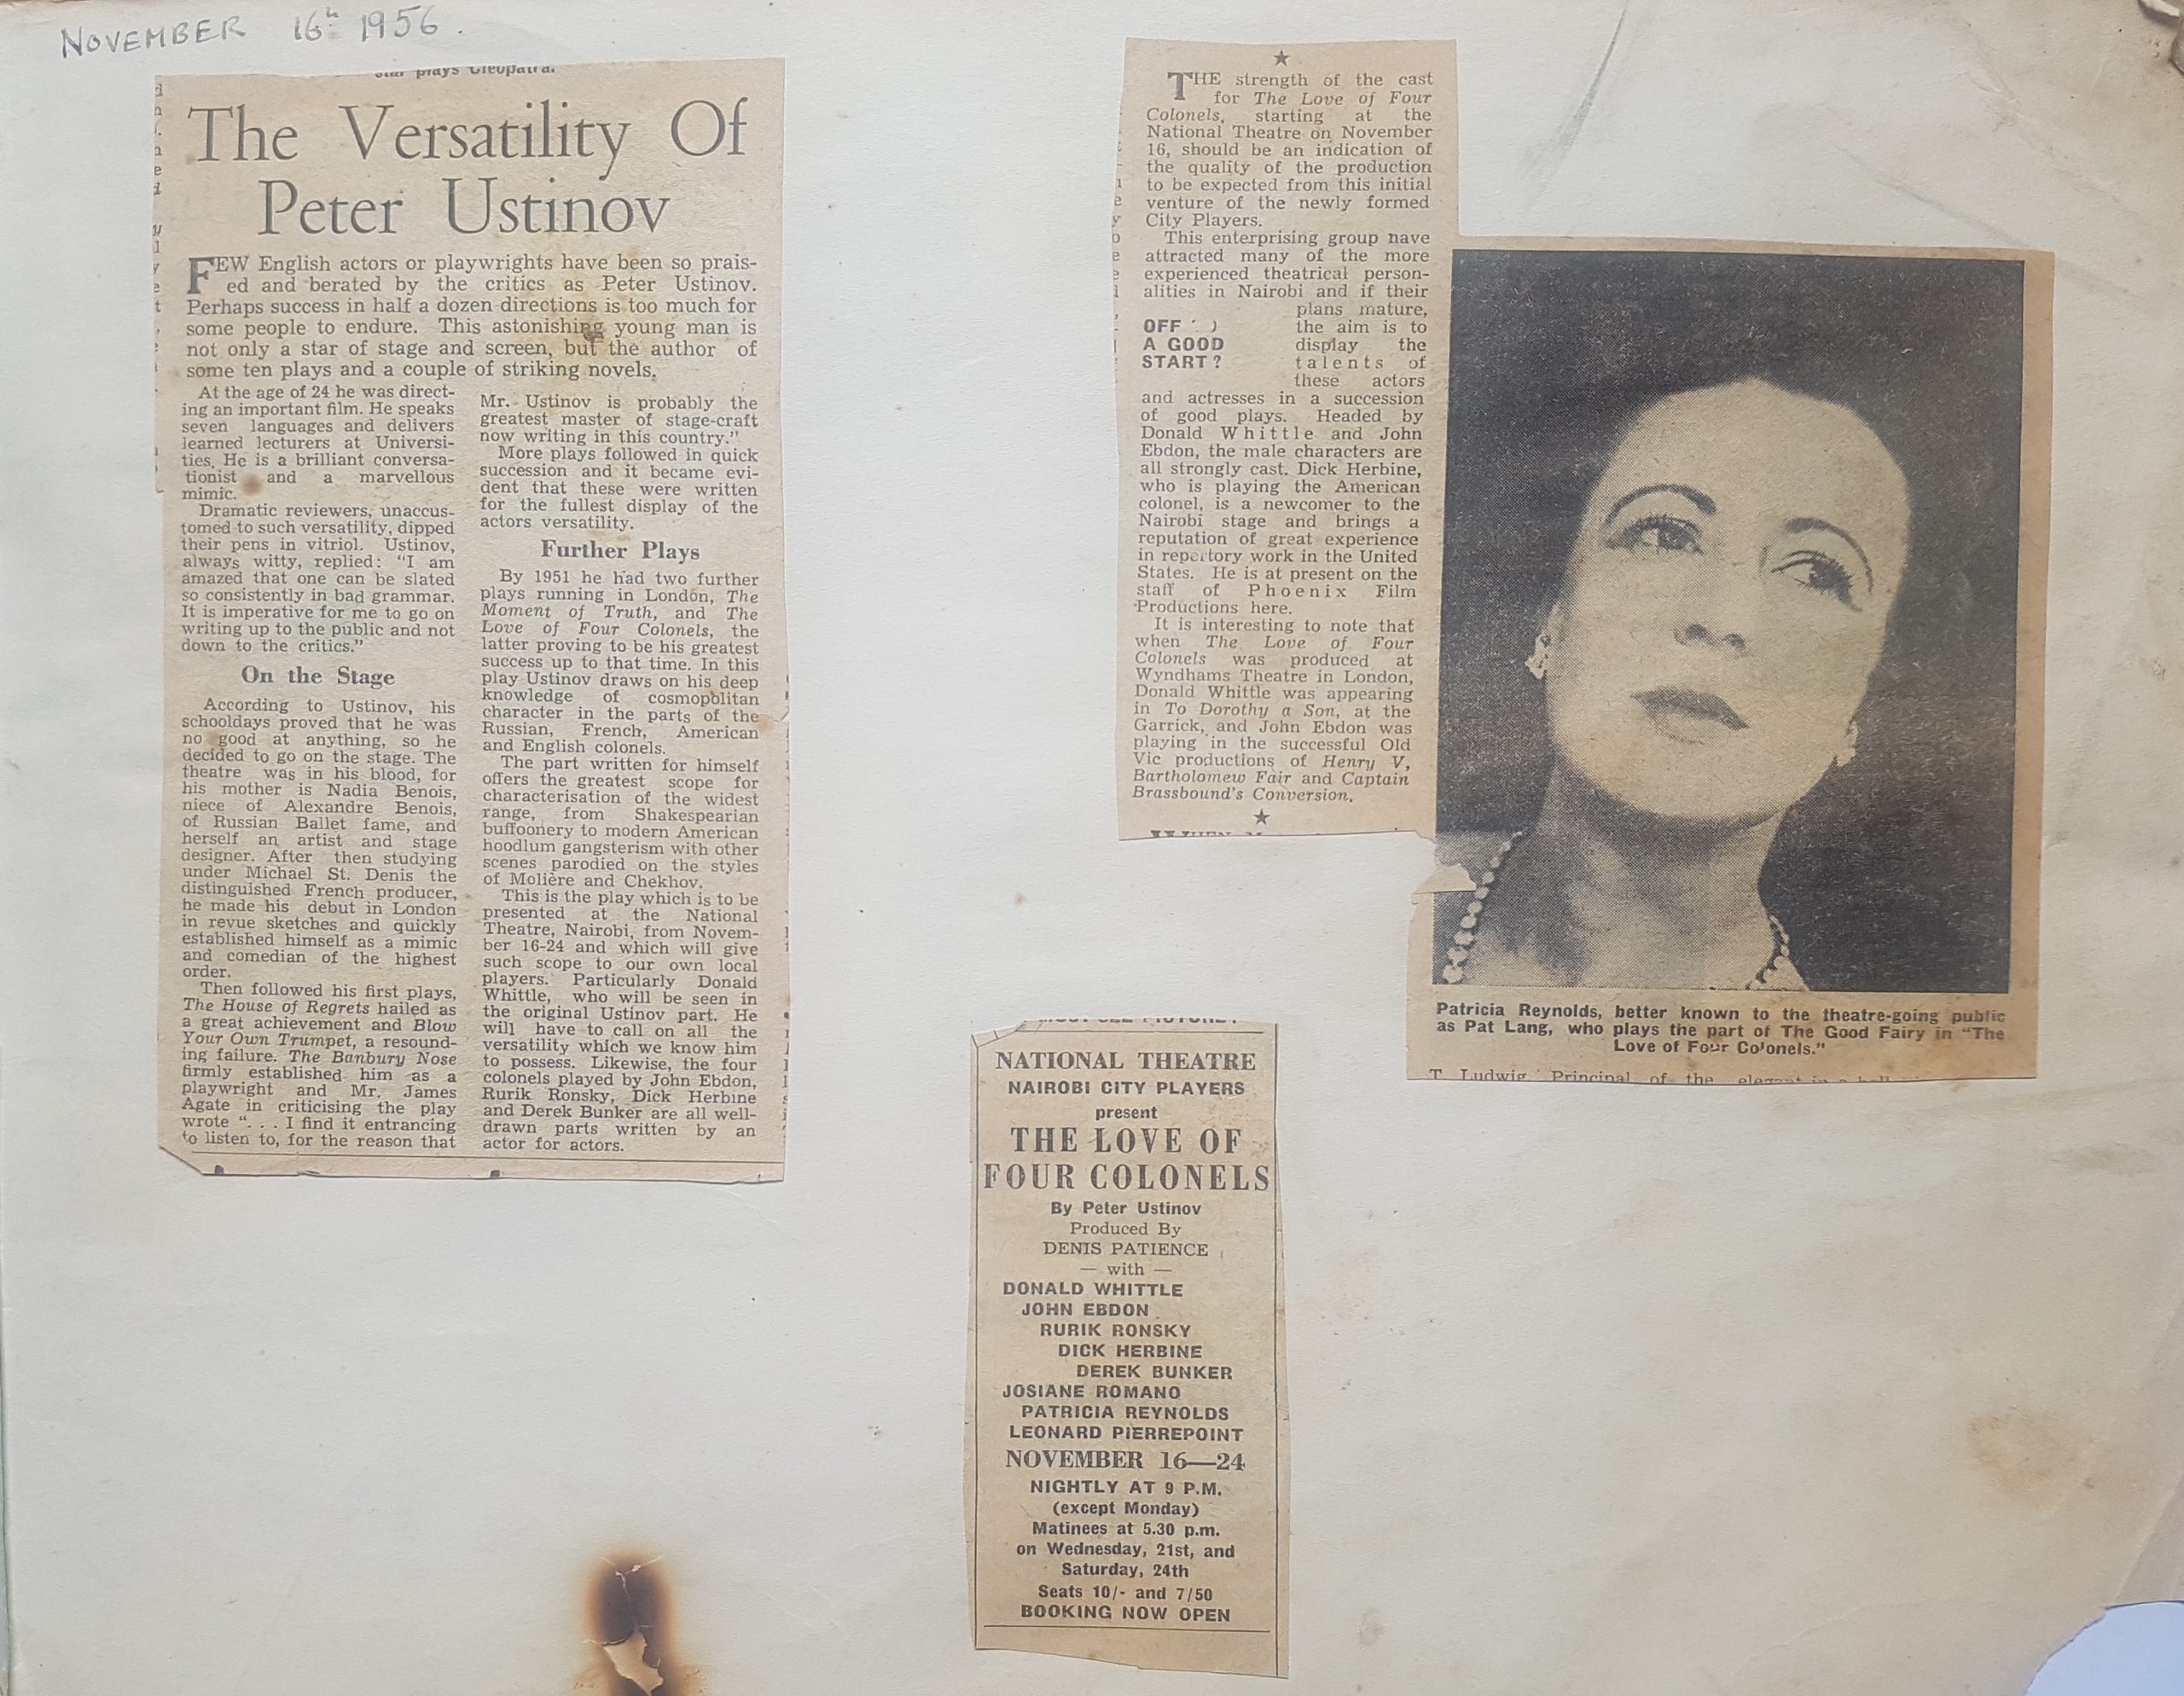 NOVEMBER 16th 1956.
star plays Cleopatra.
The Versatility Of
Peter Ustinov
FEW English actors or playwrights have been so prais-
ed and berated by the critics as Peter Ustinov.
Perhaps success in half a dozen directions is too much for
some people to endure. This astonishing young man is
not only a star of stage and screen, but the author of
some ten plays and a couple of striking novels.
At the age of 24 he was direct-
ing an important film. He speaks
seven languages and delivers
learned lecturers at Universi-
ties. He is a brilliant conversa-
tionist and a marvellous
mimic.
Dramatic reviewers, unaccus-
tomed to such versatility, dipped
their pens in vitriol. Ustinov,
always witty, replied: "I am
amazed that one can be slated
so consistently in bad grammar.
It is imperative for me to go on
writing up to the public and not
down to the critics."
On the Stage
According to Ustinov, his
schooldays proved that he was
no good at anything, so he
decided to go on the stage. The
theatre was in his blood, for
his mother is Nadia Benois,
niece of Alexandre Benois,
of Russian Ballet fame, and
herself an artist and stage
designer. After then studying
under Michael St. Denis the
distinguished French producer,
he made his debut in London
in revue sketches and quickly
established himself as a mimic
and comedian of the highest
order.
Then followed his first plays,
The House of Regrets hailed as
a great achievement and Blow
Your Own Trumpet, a resound-
ing failure. The Banbury Nose
firmly established him as a
playwright and Mr. James
Agate in criticising the play
wrote ". . . I find it entrancing
to listen to, for the reason that
Mr. Ustinov is probably the
greatest master of stage-craft
now writing in this country."
More plays followed in quick
succession and it became evi-
dent that these were written
for the fullest display of the
actors versatility.
Further Plays
By 1951 he had two further
plays running in London, The
Moment of Truth, and The
Love of Four Colonels, the
latter proving to be his greatest
success up to that time. In this
play Ustinov draws on his deep
knowledge of cosmopolitan
character in the parts of the
Russian, French, American
and English colonels.
The part written for himself
offers the greatest scope for
characterisation of the widest
range, from Shakespearian
buffoonery to modern American
hoodlum gangsterism with other
scenes parodied on the styles
of Molière and Chekhov.
This is the play which is to be
presented at the National
Theatre, Nairobi, from Novem-
ber 16-24 and which will give
such scope to our own local
players. Particularly Donald
Whittle, who will be seen in
the original Ustinov part. He
will have to call on all the
versatility which we know him
to possess. Likewise, the four
colonels played by John Ebdon,
Rurik Ronsky, Dick Herbine
and Derek Bunker are all well-
drawn parts written by an
actor for actors.
THE strength of the cast
for The Love of Four
Colonels, starting at the
National Theatre on November
16, should be an indication of
the quality of the production
to be expected from this initial
venture of the newly formed
City Players.
This enterprising group have
attracted many of the more
experienced theatrical person-
alities in Nairobi and if their
plans mature,
the aim is to
display the
talents of
these actors
OFF
A GOOD
START?
and actresses in a succession
of good plays. Headed by
Donald Whittle and John
Ebdon, the male characters are
all strongly cast. Dick Herbine,
who is playing the American
colonel, is a newcomer to the
Nairobi stage and brings a
reputation of great experience
in repertory work in the United
States. He is at present on the
staff of Phoenix Film
Productions here.
It is interesting to note that
when The Love of Four
Colonels was produced at
Wyndhams Theatre in London,
Donald Whittle was appearing
in To Dorothy a Son, at the
Garrick, and John Ebdon was
playing in the successful Old
Vic productions of Henry V,
Bartholomew Fair and Captain
Brassbound's Conversion.
Patricia Reynolds, better known to the theatre-going public
as Pat Lang, who plays the part of The Good Fairy in "The
Love of Four Colonels."
T. Ludwig, Principal of the elegant in a
NATIONAL THEATRE
NAIROBI CITY PLAYERS
present
THE LOVE OF
FOUR COLONELS
By Peter Ustinov
Produced By
DENIS PATIENCE
— with —
DONALD WHITTLE
JOHN EBDON
RURIK RONSKY
DICK HERBINE
DEREK BUNKER
JOSIANE ROMANO
PATRICIA REYNOLDS
LEONARD PIERREPOINT
NOVEMBER 16—24
NIGHTLY AT 9 P.M.
(except Monday)
Matinees at 5.30 p.m.
on Wednesday, 21st, and
Saturday, 24th
Seats 10/- and 7/50
BOOKING NOW OPEN